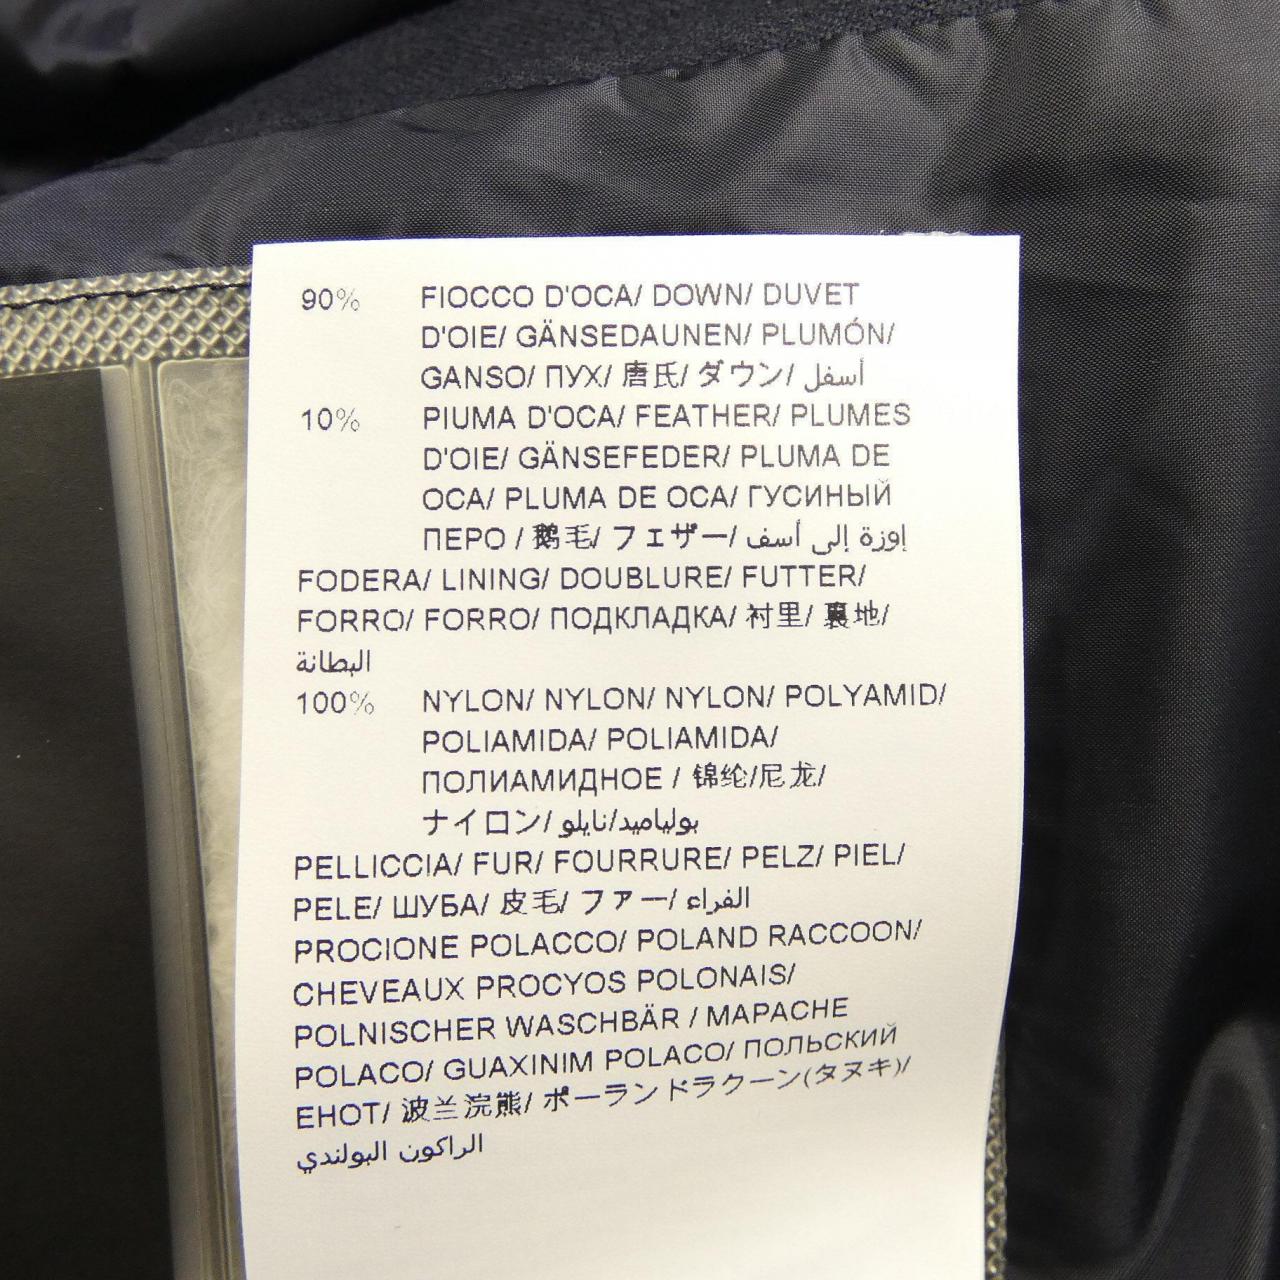 90% FIOCCO D'OCA/ DOWN/ DUVET
D'OIE/ GÄNSEDAUNEN/ PLUMÓN/
GANSO/ ПУХ/ 唐氏/ ダウン/ أسفل
10% PIUMA D'OCA/ FEATHER/ PLUMES
D'OIE/ GÄNSEFEDER/ PLUMA DE
OCA/ PLUMA DE OCA/ ГУСИНЫЙ
ПЕРО / 鹅毛/ フェザー/ إوزة إلى أسف
FODERA/ LINING/ DOUBLURE/ FUTTER/
FORRO/ FORRO/ ПОДКЛАДКА/ 衬里/ 裏地/
البطانة
100% NYLON/ NYLON/ NYLON/ POLYAMID/
POLIAMIDA/ POLIAMIDA/
ПОЛИАМИДНОЕ / 锦纶/尼龙/
ナイロン/ بولياميد/نايلو
PELLICCIA/ FUR/ FOURRURE/ PELZ/ PIEL/
PELE/ ШУБА/ 皮毛/ ファー/ الفراء
PROCIONE POLACCO/ POLAND RACCOON/
CHEVEAUX PROCYOS POLONAIS/
POLNISCHER WASCHBÄR / MAPACHE
POLACO/ GUAXINIM POLACO/ ПОЛЬСКИЙ
ЕНОТ/ 波兰浣熊/ ポーランドラクーン(タヌキ)/
الراكون البولندي